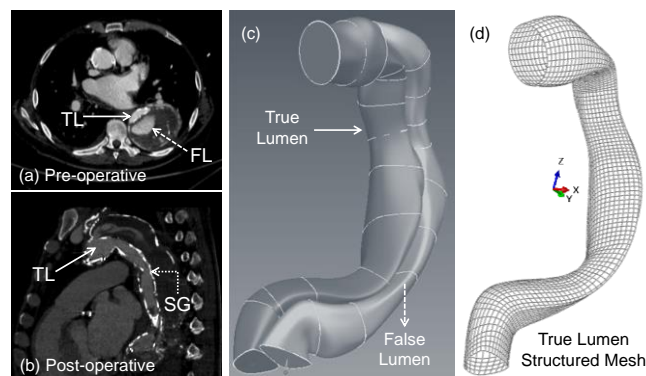 TL
FL
(a) Pre-operative
TL
SG
(b) Post-operative
(c)
True
Lumen
False
Lumen
(d)
Z
X
Y
True Lumen
Structured Mesh